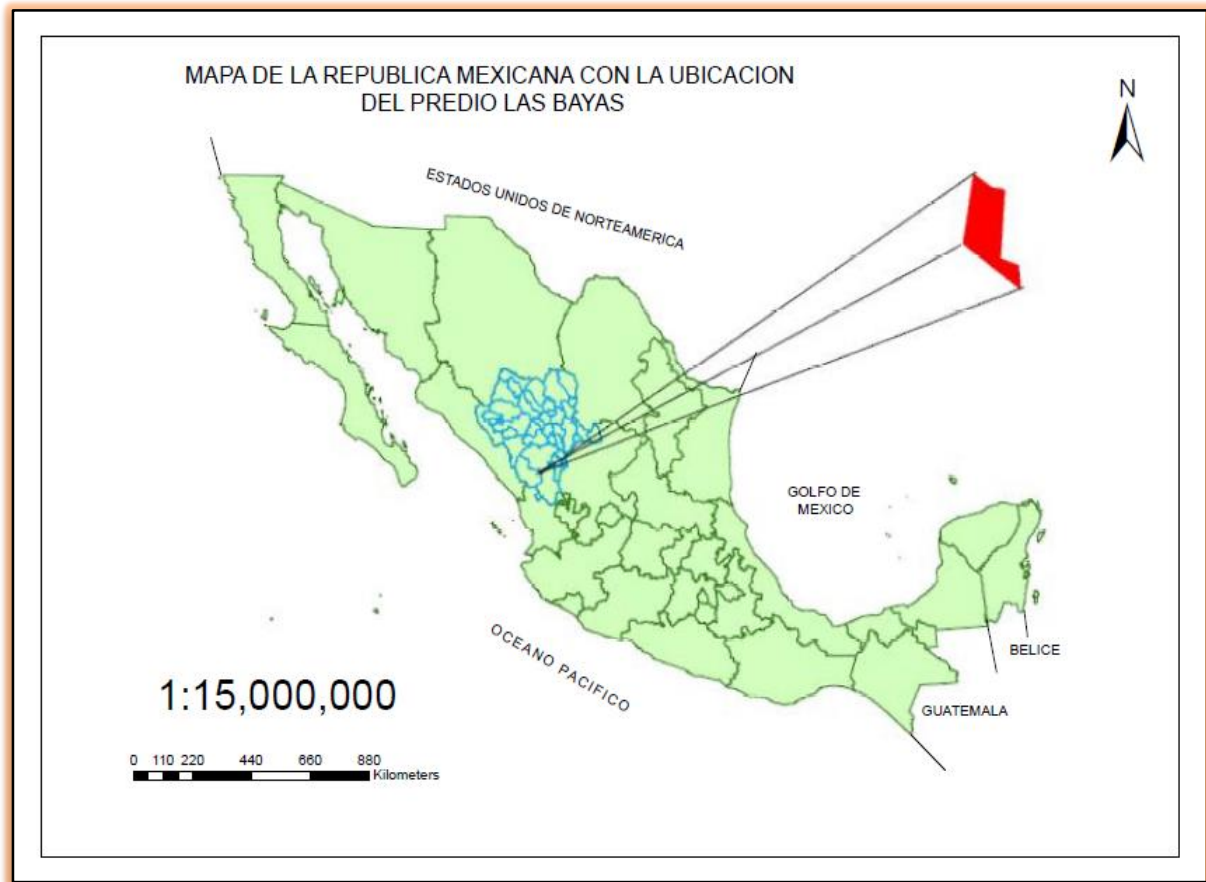 MAPA DE LA REPUBLICA MEXICANA CON LA UBICACION
DEL PREDIO LAS BAYAS
N
ESTADOS UNIDOS DE NORTEAMERICA
GOLFO DE
MEXICO
OCEANO PACIFICO
BELICE
GUATEMALA
1:15,000,000
0 110 220 440 660 880
Kilometers